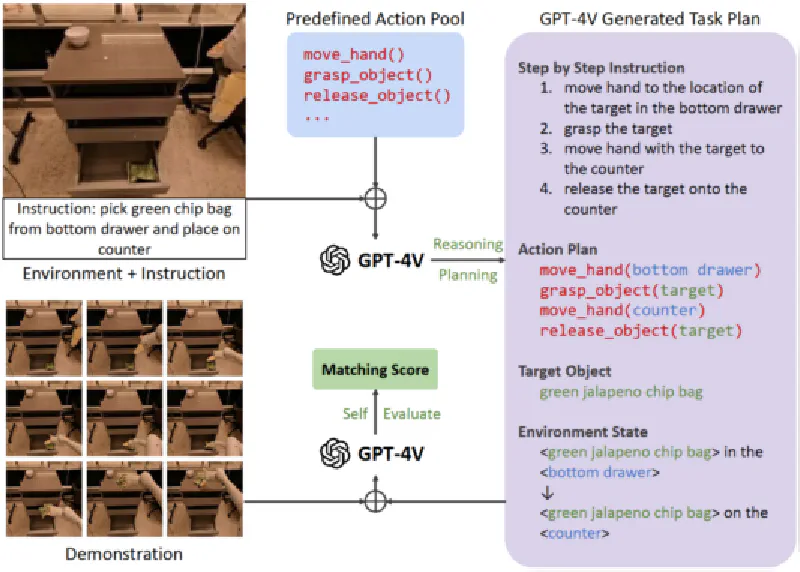 Predefined Action Pool
move_hand()
grasp_object()
release_object()
...
Instruction: pick green chip bag
from bottom drawer and place on
counter
Environment + Instruction
GPT-4V
Reasoning
Planning
GPT-4V Generated Task Plan
Step by Step Instruction
1. move hand to the location of
the target in the bottom drawer
2. grasp the target
3. move hand with the target to
the counter
4. release the target onto the
counter
Action Plan
move_hand(bottom drawer)
grasp_object(target)
move_hand(counter)
release_object(target)
Target Object
green jalapeno chip bag
Environment State
<green jalapeno chip bag> in the
<bottom drawer>
↓
<green jalapeno chip bag> on the
<counter>
Matching Score
Self Evaluate
GPT-4V
Demonstration